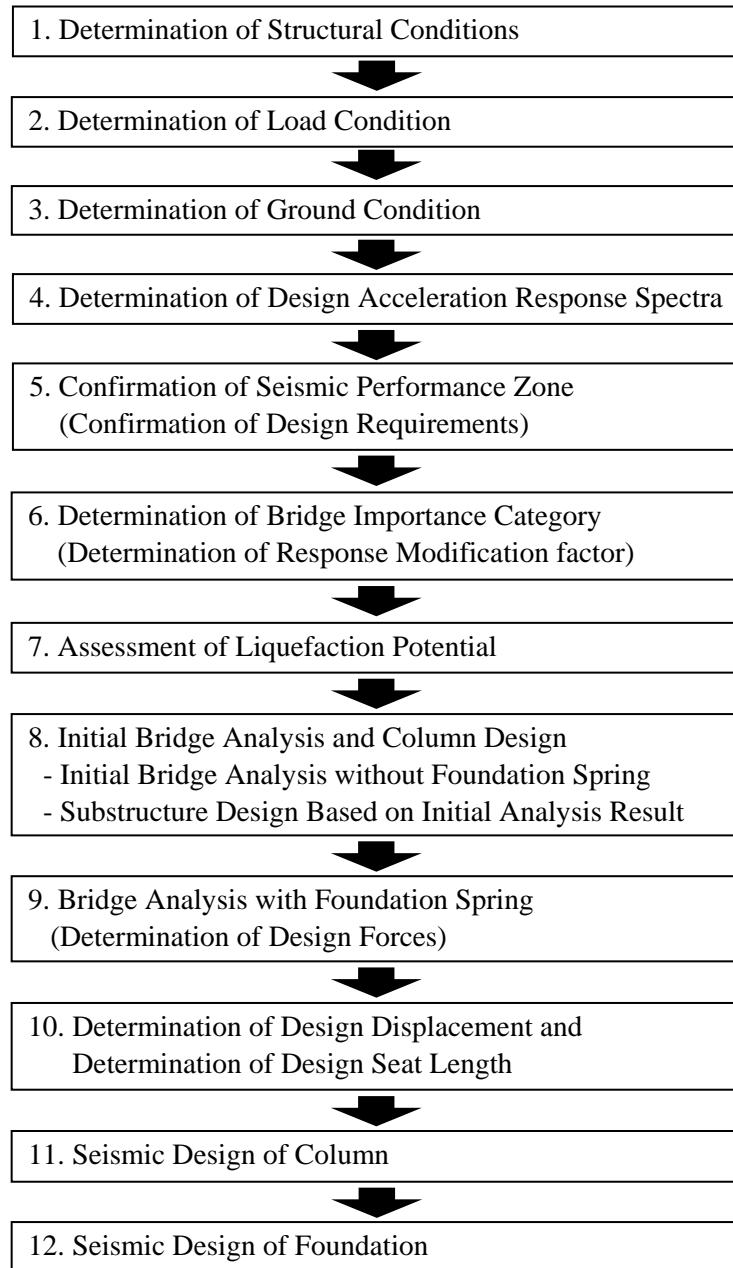 1. Determination of Structural Conditions
2. Determination of Load Condition
3. Determination of Ground Condition
4. Determination of Design Acceleration Response Spectra
5. Confirmation of Seismic Performance Zone
(Confirmation of Design Requirements)
6. Determination of Bridge Importance Category
(Determination of Response Modification factor)
7. Assessment of Liquefaction Potential
8. Initial Bridge Analysis and Column Design
- Initial Bridge Analysis without Foundation Spring
- Substructure Design Based on Initial Analysis Result
9. Bridge Analysis with Foundation Spring
(Determination of Design Forces)
10. Determination of Design Displacement and
Determination of Design Seat Length
11. Seismic Design of Column
12. Seismic Design of Foundation